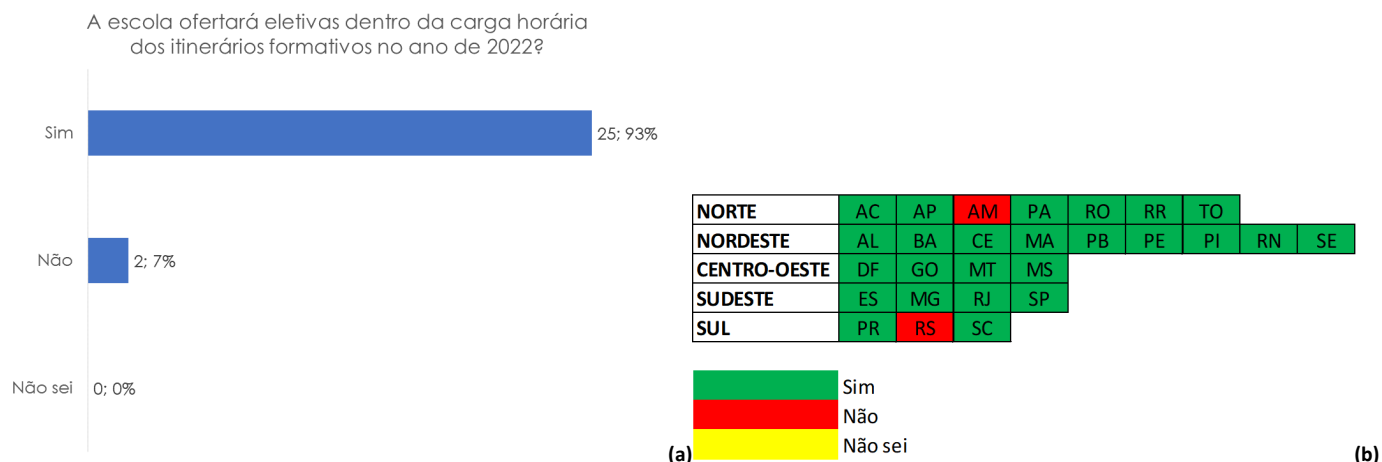 A escola ofertará eletivas dentro da carga horária
dos itinerários formativos no ano de 2022?
Sim
25; 93%
Não
2; 7%
Não sei
0; 0%
(a)
NORTE AC AP AM PA RO RR TO
NORDESTE AL BA CE MA PB PE PI RN SE
CENTRO-OESTE DF GO MT MS
SUDESTE ES MG RJ SP
SUL PR RS SC
Sim
Não
Não sei
(b)